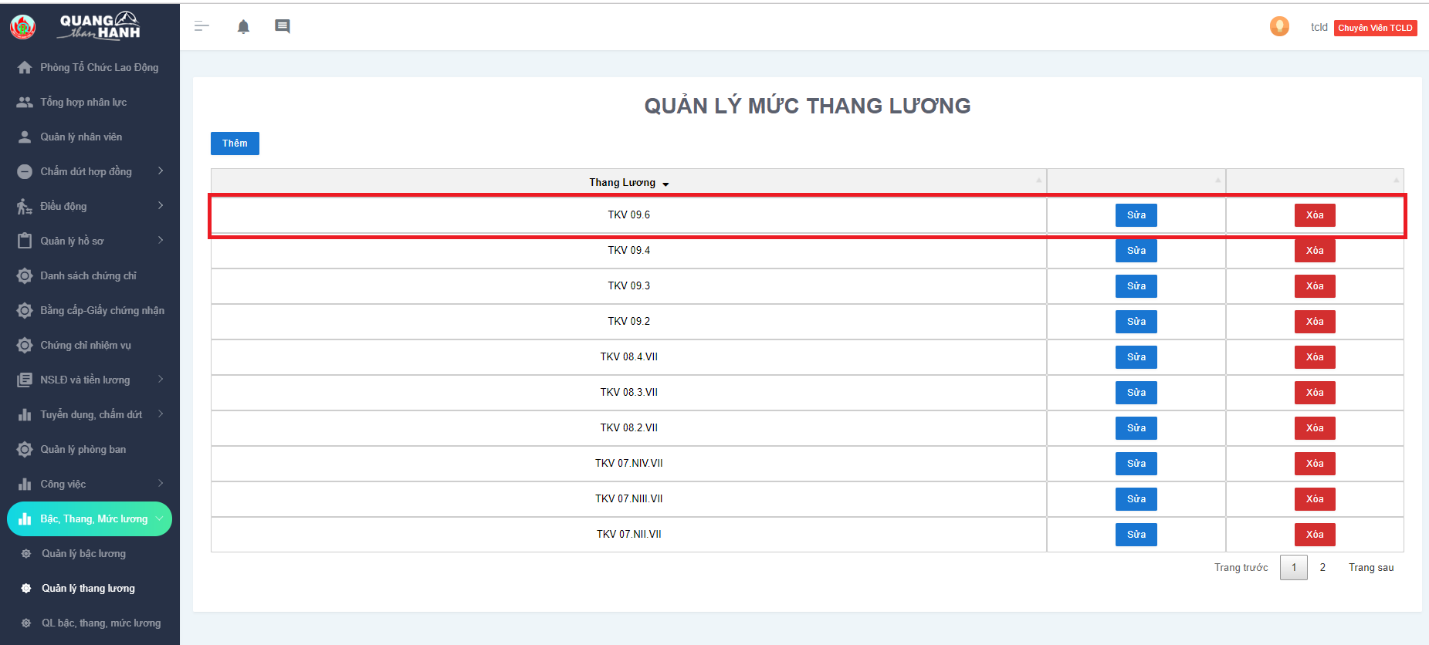 QUANG
than HANH
tcld Chuyên Viên TCLD
Phòng Tổ Chức Lao Động
Tổng hợp nhân lực
Quản lý nhân viên
Chấm dứt hợp đồng
Điều động
Quản lý hồ sơ
Danh sách chứng chỉ
Bằng cấp-Giấy chứng nhận
Chứng chỉ nhiệm vụ
NSLĐ và tiền lương
Tuyển dụng, chấm dứt
Quản lý phòng ban
Công việc
Bậc, Thang, Mức lương
Quản lý bậc lương
Quản lý thang lương
QL bậc, thang, mức lương
QUẢN LÝ MỨC THANG LƯƠNG
Thêm
Thang Lương
TKV 09.6 Sửa Xóa
TKV 09.4 Sửa Xóa
TKV 09.3 Sửa Xóa
TKV 09.2 Sửa Xóa
TKV 08.4.VII Sửa Xóa
TKV 08.3.VII Sửa Xóa
TKV 08.2.VII Sửa Xóa
TKV 07.NIV.VII Sửa Xóa
TKV 07.NIII.VII Sửa Xóa
TKV 07.NII.VII Sửa Xóa
Trang trước 1 2 Trang sau